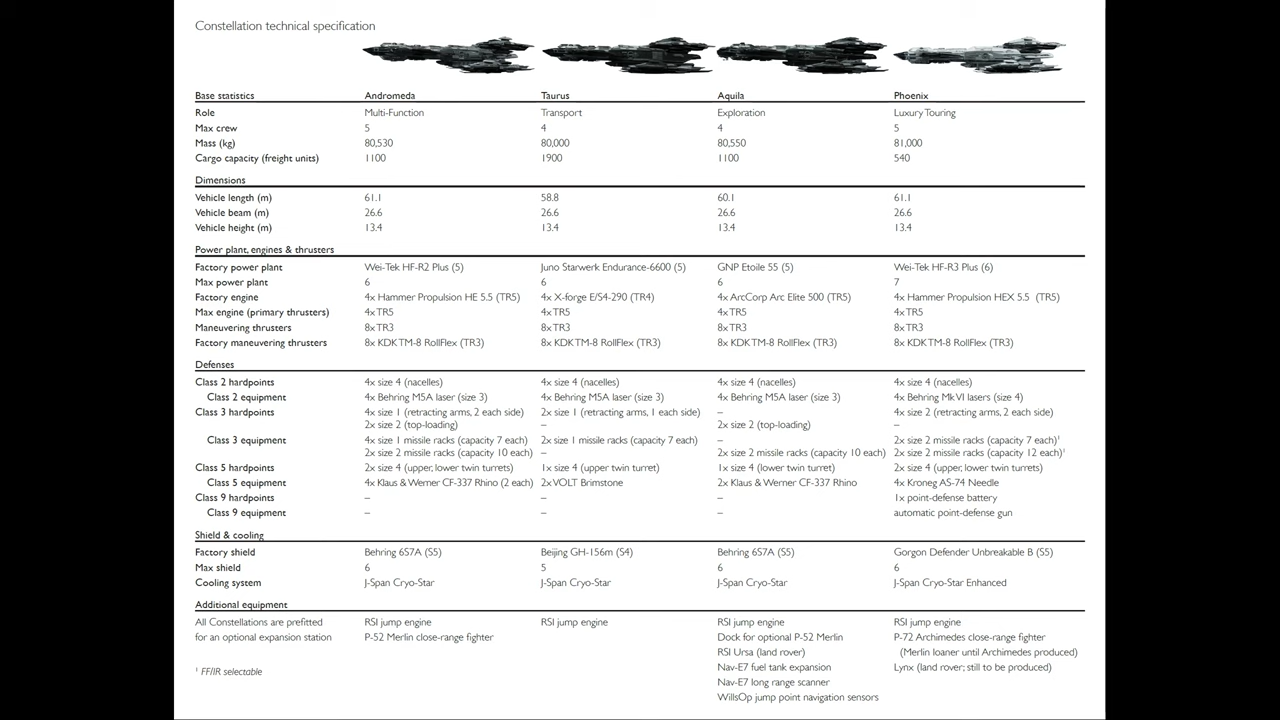 Constellation technical specification
Base statistics Andromeda Taurus Aquila Phoenix
Role Multi-Function Transport Exploration Luxury Touring
Max crew 5 4 4 5
Mass (kg) 80,530 80,000 80,550 81,000
Cargo capacity (freight units) 1100 1900 1100 540
Dimensions
Vehicle length (m) 61.1 58.8 60.1 61.1
Vehicle beam (m) 26.6 26.6 26.6 26.6
Vehicle height (m) 13.4 13.4 13.4 13.4
Power plant, engines & thrusters
Factory power plant Wei-Tek HF-R2 Plus (5) Juno Starwerk Endurance-6600 (5) GNP Etoile 55 (5) Wei-Tek HF-R3 Plus (6)
Max power plant 6 6 6 7
Factory engine 4x Hammer Propulsion HE 5.5 (TR5) 4x X-forge E/S4-290 (TR4) 4x ArcCorp Arc Elite 500 (TR5) 4x Hammer Propulsion HEX 5.5 (TR5)
Max engine (primary thrusters) 4x TR5 4x TR5 4x TR5 4x TR5
Maneuvering thrusters 8x TR3 8x TR3 8x TR3 8x TR3
Factory maneuvering thrusters 8x KDK TM-8 RollFlex (TR3) 8x KDK TM-8 RollFlex (TR3) 8x KDK TM-8 RollFlex (TR3) 8x KDK TM-8 RollFlex (TR3)
Defenses
Class 2 hardpoints 4x size 4 (nacelles) 4x size 4 (nacelles) 4x size 4 (nacelles) 4x size 4 (nacelles)
Class 2 equipment 4x Behring M5A laser (size 3) 4x Behring M5A laser (size 3) 4x Behring M5A laser (size 3) 4x Behring Mk VI lasers (size 4)
Class 3 hardpoints 4x size 1 (retracting arms, 2 each side) 2x size 1 (retracting arms, 1 each side) – 4x size 2 (retracting arms, 2 each side)
2x size 2 (top-loading) – 2x size 2 (top-loading) –
Class 3 equipment 4x size 1 missile racks (capacity 7 each) 2x size 1 missile racks (capacity 7 each) – 2x size 2 missile racks (capacity 7 each)¹
2x size 2 missile racks (capacity 10 each) – 2x size 2 missile racks (capacity 10 each) 2x size 2 missile racks (capacity 12 each)¹
Class 5 hardpoints 2x size 4 (upper, lower twin turrets) 1x size 4 (upper twin turret) 1x size 4 (lower twin turret) 2x size 4 (upper, lower twin turrets)
Class 5 equipment 4x Klaus & Werner CF-337 Rhino (2 each) 2x VOLT Brimstone 2x Klaus & Werner CF-337 Rhino 4x Kroneg AS-74 Needle
Class 9 hardpoints – – – 1x point-defense battery
Class 9 equipment – – – automatic point-defense gun
Shield & cooling
Factory shield Behring 6S7A (S5) Beijing GH-156m (S4) Behring 6S7A (S5) Gorgon Defender Unbreakable B (S5)
Max shield 6 5 6 6
Cooling system J-Span Cryo-Star J-Span Cryo-Star J-Span Cryo-Star J-Span Cryo-Star Enhanced
Additional equipment
All Constellations are prefitted RSI jump engine RSI jump engine RSI jump engine RSI jump engine
for an optional expansion station P-52 Merlin close-range fighter Dock for optional P-52 Merlin P-72 Archimedes close-range fighter
RSI Ursa (land rover) (Merlin loaner until Archimedes produced)
Nav-E7 fuel tank expansion Lynx (land rover; still to be produced)
¹ FF/IR selectable
Nav-E7 long range scanner
WillsOp jump point navigation sensors